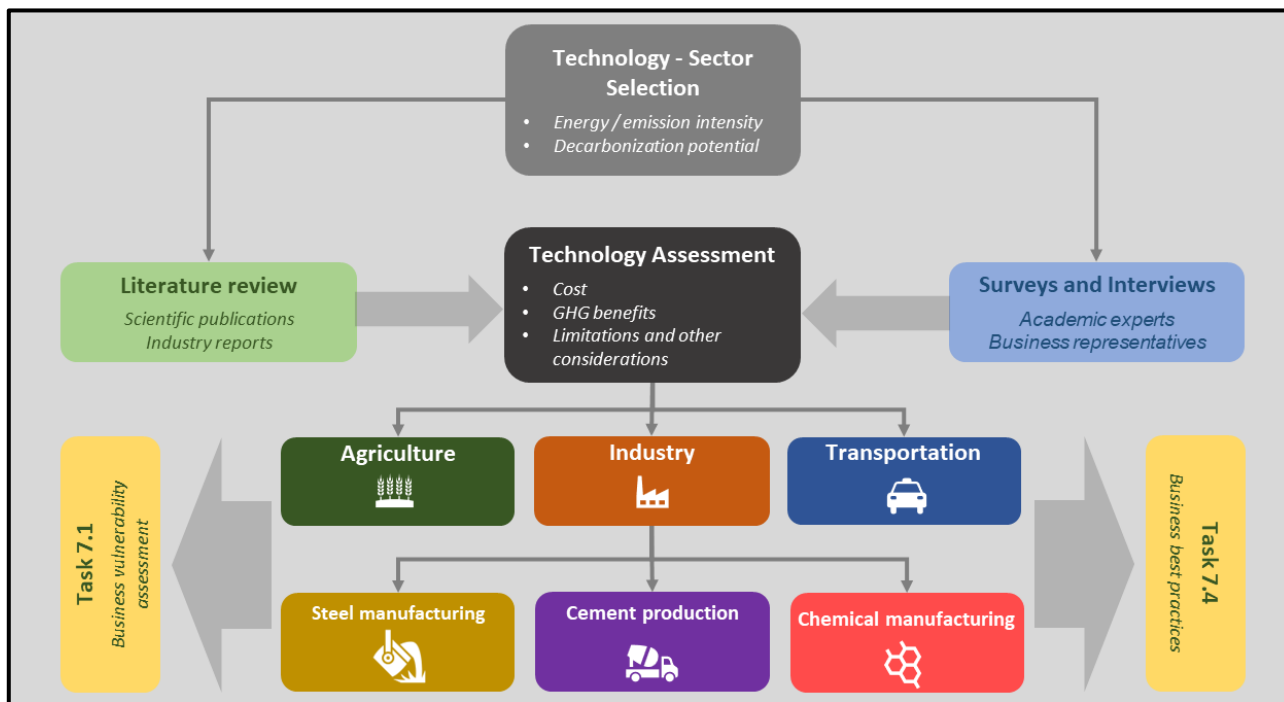 Technology - Sector
Selection
• Energy / emission intensity
• Decarbonization potential
Literature review
Scientific publications
Industry reports
Technology Assessment
• Cost
• GHG benefits
• Limitations and other
considerations
Surveys and Interviews
Academic experts
Business representatives
Agriculture
Industry
Transportation
Task 7.1
Business vulnerability
assessment
Task 7.4
Business best practices
Steel manufacturing
Cement production
Chemical manufacturing